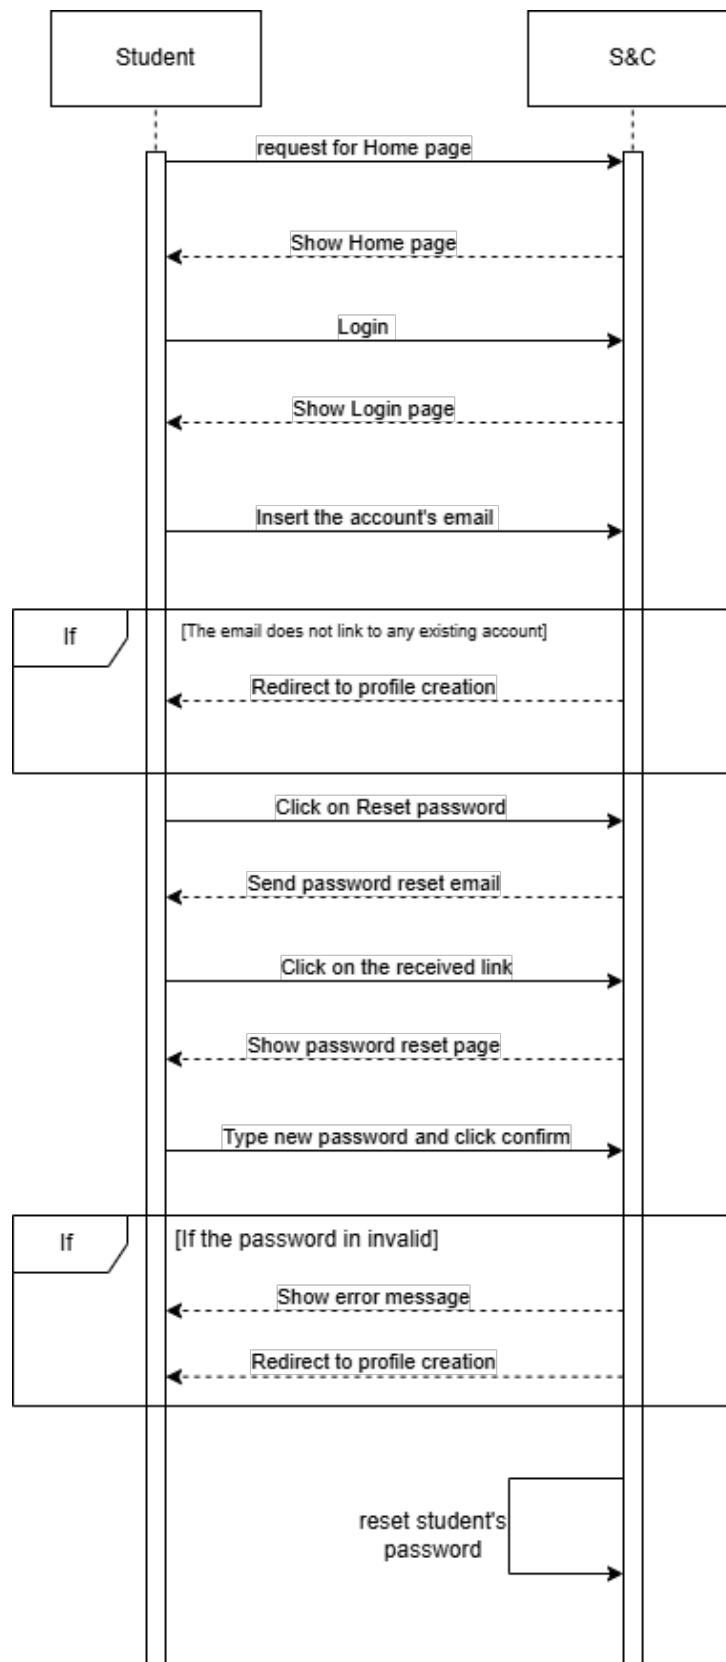 Student
S&C
request for Home page
Show Home page
Login
Show Login page
Insert the account's email
If
[The email does not link to any existing account]
Redirect to profile creation
Click on Reset password
Send password reset email
Click on the received link
Show password reset page
Type new password and click confirm
If
[If the password in invalid]
Show error message
Redirect to profile creation
reset student's
password